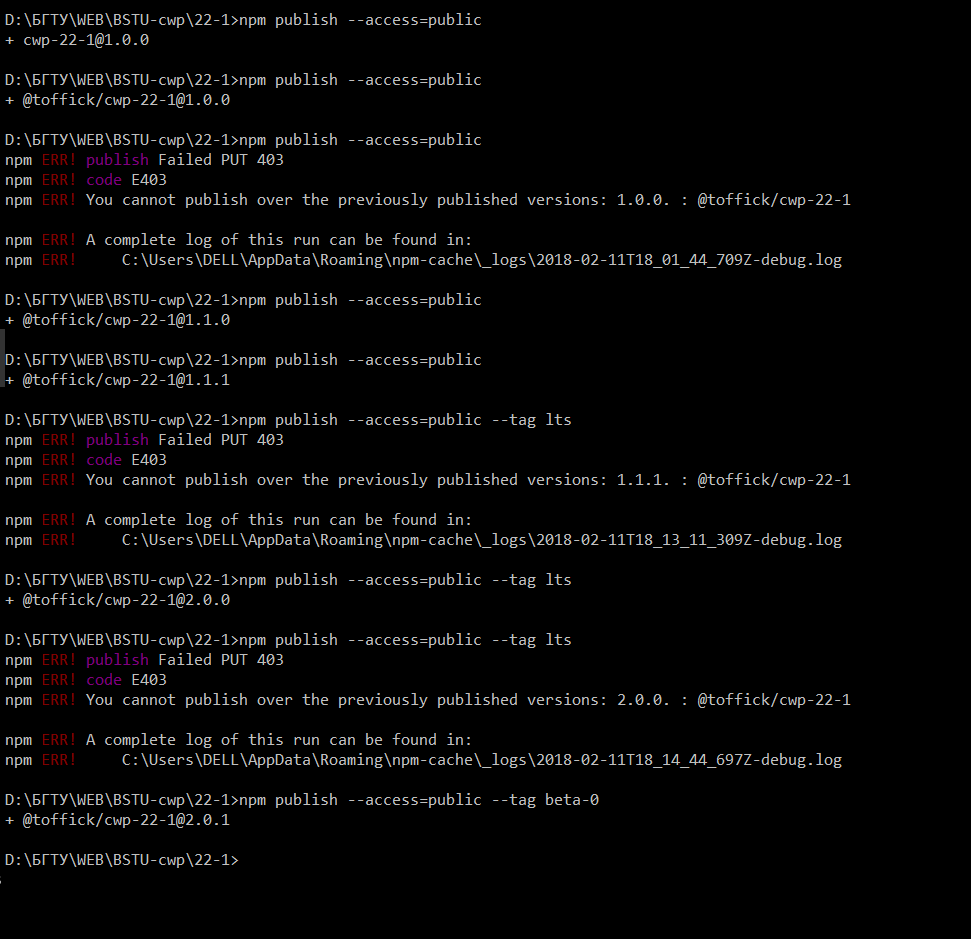 D:\БГТУ\WEB\BSTU-cwp\22-1>npm publish --access=public
+ cwp-22-1@1.0.0
D:\БГТУ\WEB\BSTU-cwp\22-1>npm publish --access=public
+ @toffick/cwp-22-1@1.0.0
D:\БГТУ\WEB\BSTU-cwp\22-1>npm publish --access=public
npm ERR! publish Failed PUT 403
npm ERR! code E403
npm ERR! You cannot publish over the previously published versions: 1.0.0. : @toffick/cwp-22-1
npm ERR! A complete log of this run can be found in:
npm ERR!     C:\Users\DELL\AppData\Roaming\npm-cache\_logs\2018-02-11T18_01_44_709Z-debug.log
D:\БГТУ\WEB\BSTU-cwp\22-1>npm publish --access=public
+ @toffick/cwp-22-1@1.1.0
D:\БГТУ\WEB\BSTU-cwp\22-1>npm publish --access=public
+ @toffick/cwp-22-1@1.1.1
D:\БГТУ\WEB\BSTU-cwp\22-1>npm publish --access=public --tag lts
npm ERR! publish Failed PUT 403
npm ERR! code E403
npm ERR! You cannot publish over the previously published versions: 1.1.1. : @toffick/cwp-22-1
npm ERR! A complete log of this run can be found in:
npm ERR!     C:\Users\DELL\AppData\Roaming\npm-cache\_logs\2018-02-11T18_13_11_309Z-debug.log
D:\БГТУ\WEB\BSTU-cwp\22-1>npm publish --access=public --tag lts
+ @toffick/cwp-22-1@2.0.0
D:\БГТУ\WEB\BSTU-cwp\22-1>npm publish --access=public --tag lts
npm ERR! publish Failed PUT 403
npm ERR! code E403
npm ERR! You cannot publish over the previously published versions: 2.0.0. : @toffick/cwp-22-1
npm ERR! A complete log of this run can be found in:
npm ERR!     C:\Users\DELL\AppData\Roaming\npm-cache\_logs\2018-02-11T18_14_44_697Z-debug.log
D:\БГТУ\WEB\BSTU-cwp\22-1>npm publish --access=public --tag beta-0
+ @toffick/cwp-22-1@2.0.1
D:\БГТУ\WEB\BSTU-cwp\22-1>